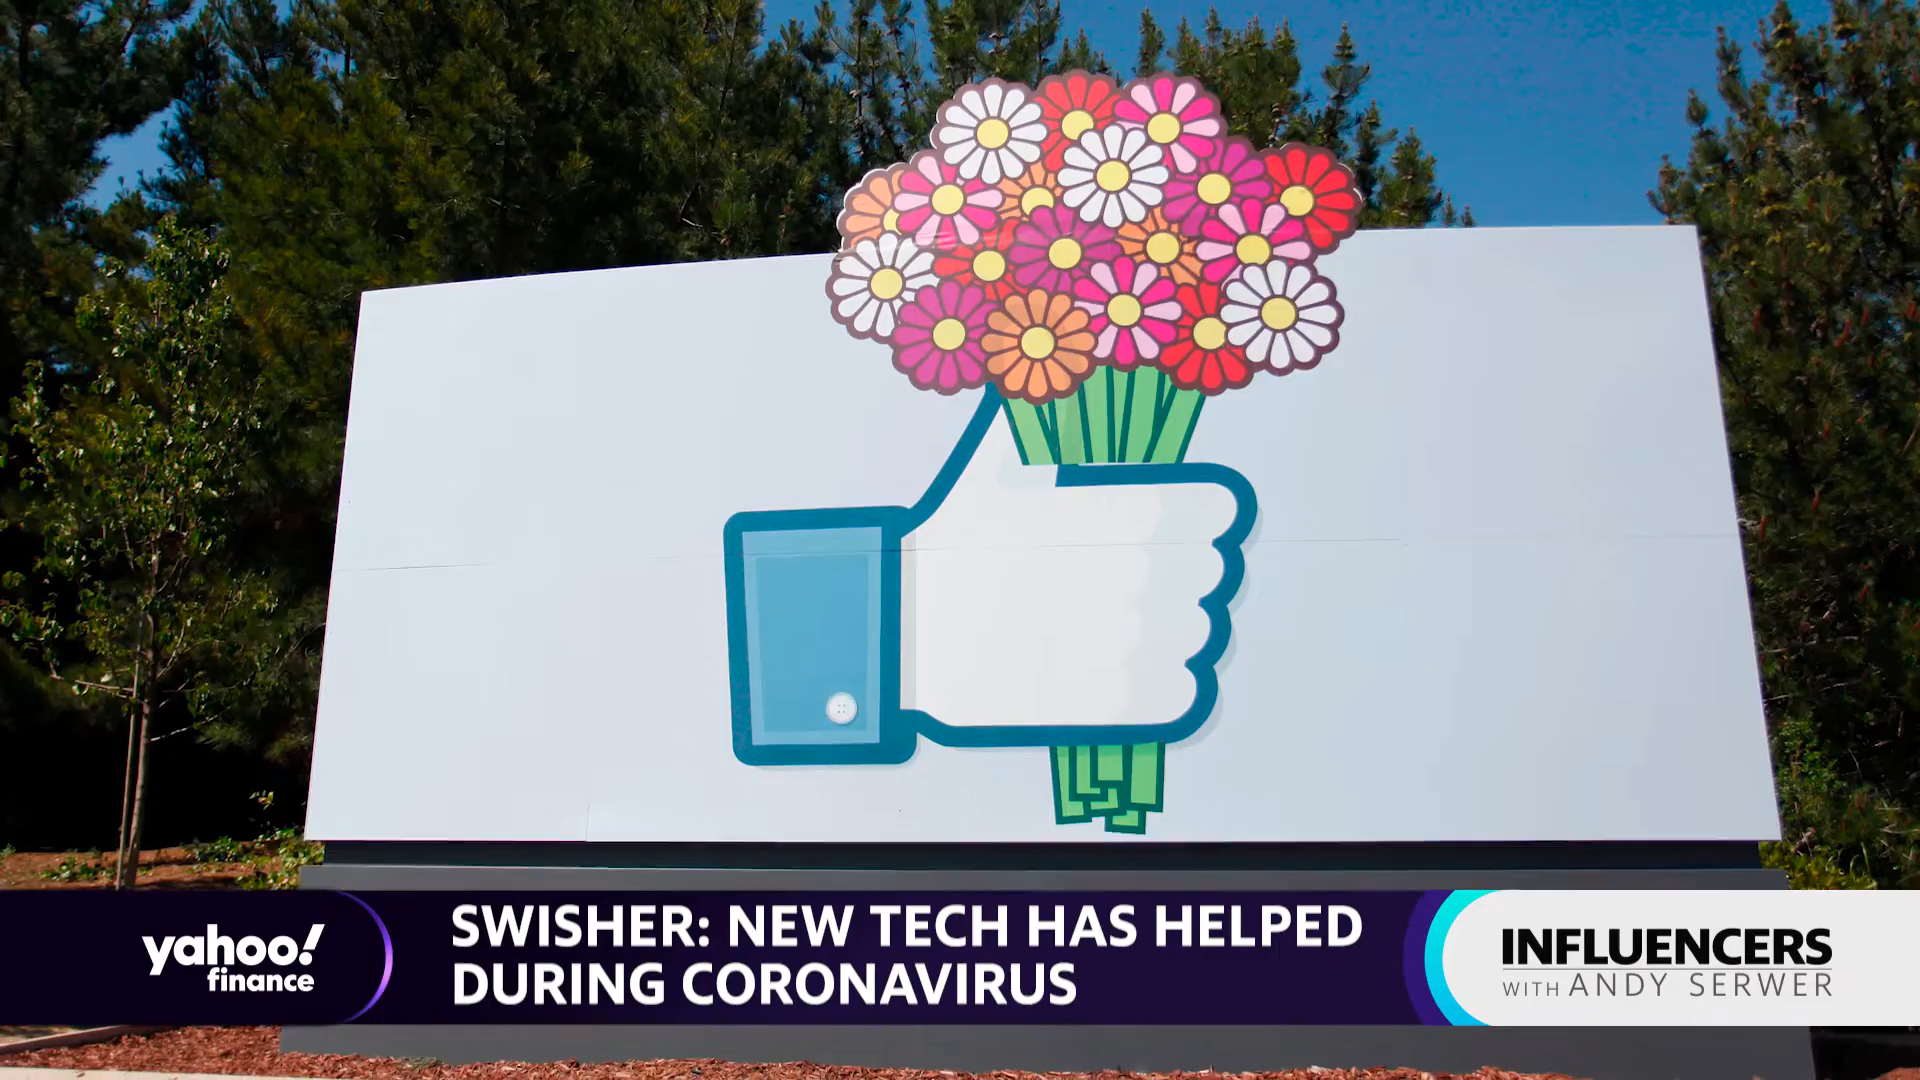 yahoo!
finance
SWISHER: NEW TECH HAS HELPED
DURING CORONAVIRUS
INFLUENCERS
WITH ANDY SERWER